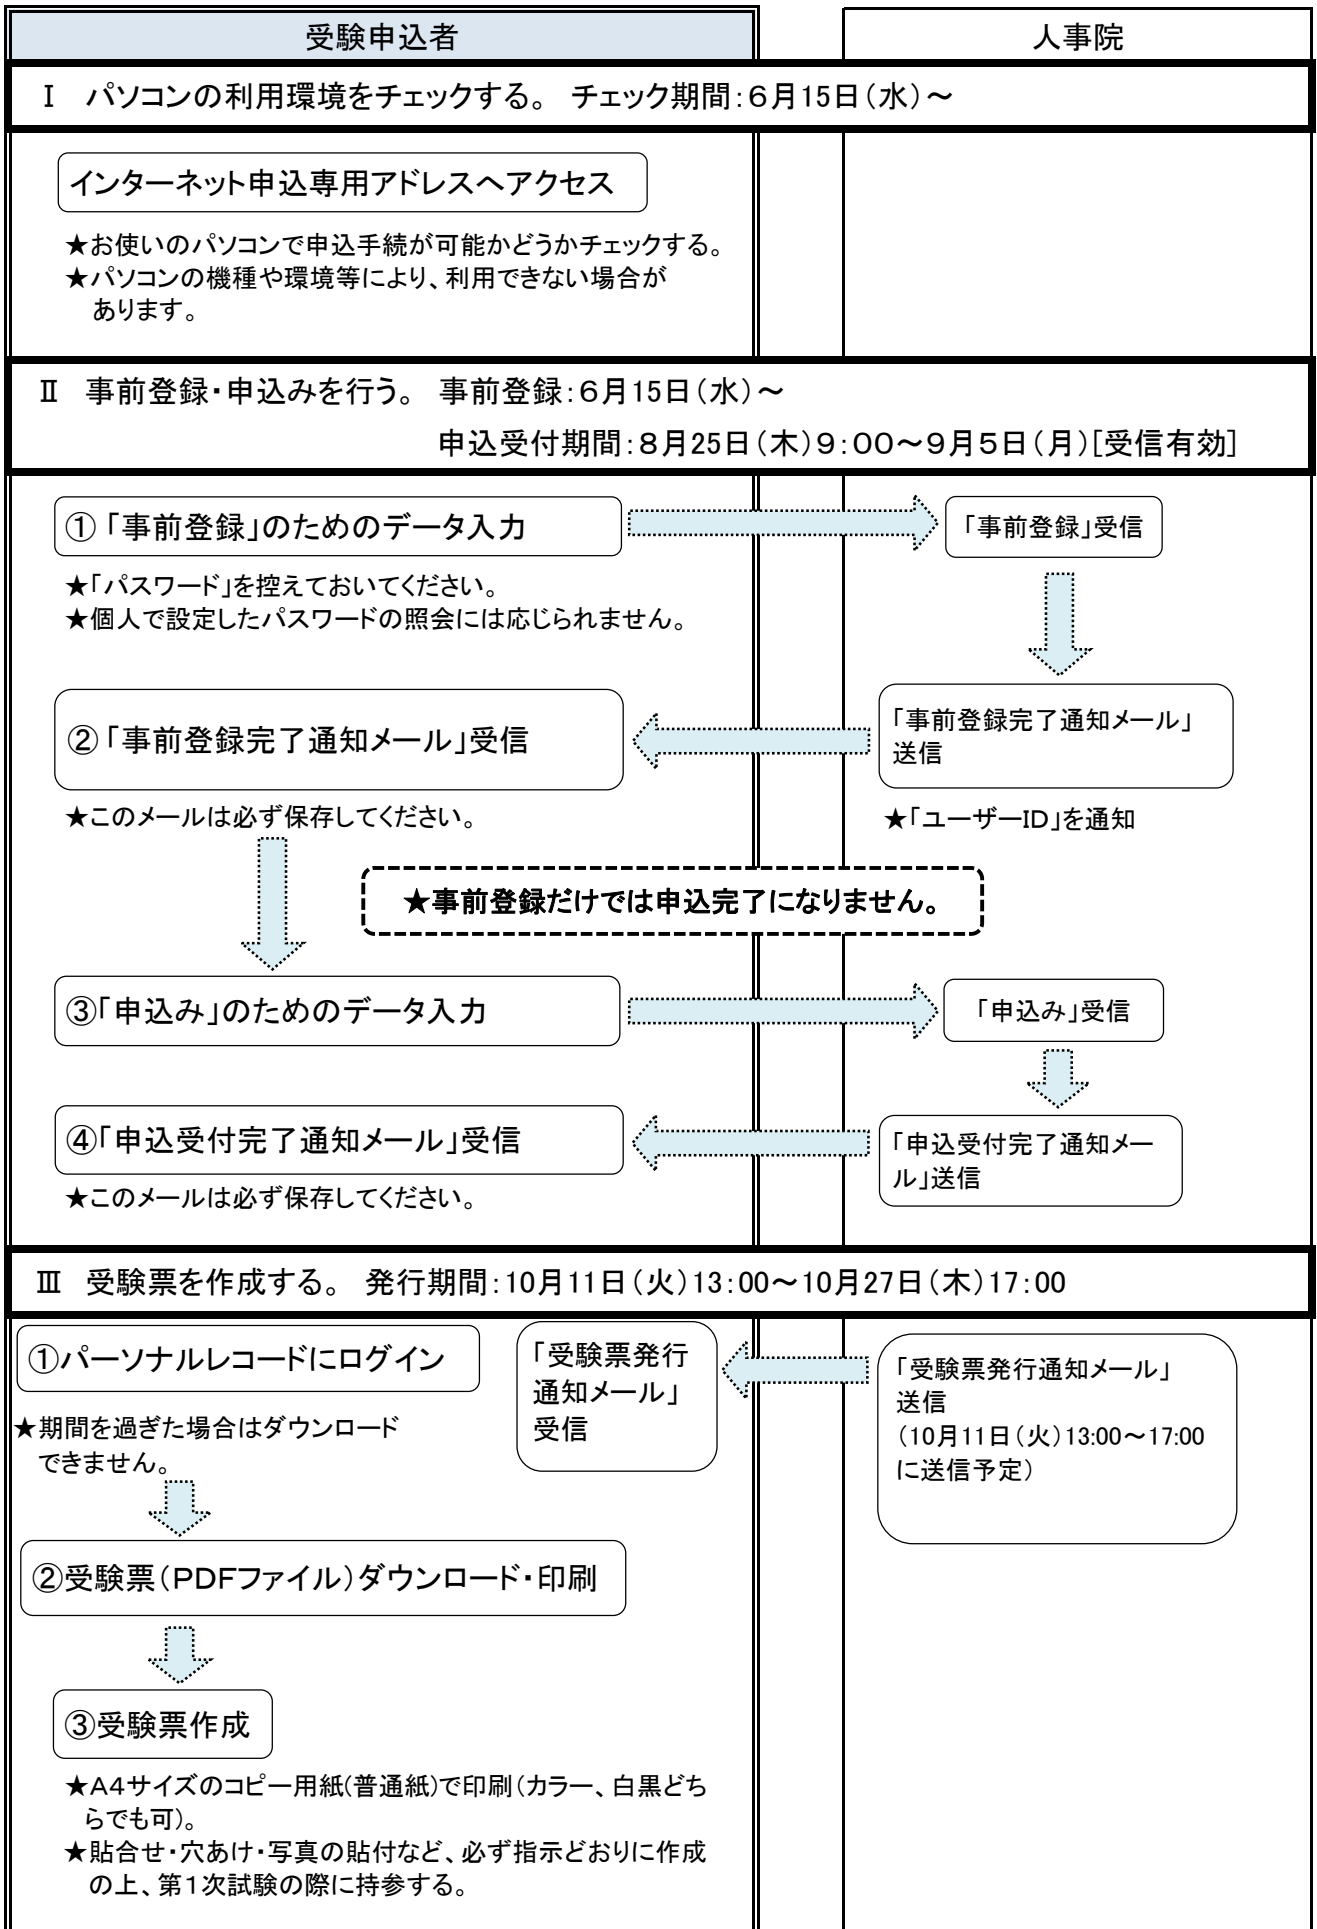 受験申込者
人事院
Ⅰ　パソコンの利用環境をチェックする。 チェック期間：６月15日（水）～
インターネット申込専用アドレスへアクセス
★お使いのパソコンで申込手続が可能かどうかチェックする。
★パソコンの機種や環境等により、利用できない場合が
あります。
Ⅱ　事前登録・申込みを行う。 事前登録：６月15日（水）～
申込受付期間：８月25日（木）９：００～９月５日（月）［受信有効］
①「事前登録」のためのデータ入力
「事前登録」受信
★「パスワード」を控えておいてください。
★個人で設定したパスワードの照会には応じられません。
②「事前登録完了通知メール」受信
「事前登録完了通知メール」
送信
★このメールは必ず保存してください。
★「ユーザーID」を通知
★事前登録だけでは申込完了になりません。
③「申込み」のためのデータ入力
「申込み」受信
④「申込受付完了通知メール」受信
「申込受付完了通知メー
ル」送信
★このメールは必ず保存してください。
Ⅲ　受験票を作成する。 発行期間：10月11日（火）13：00～10月27日（木）17：00
①パーソナルレコードにログイン
「受験票発行
通知メール」
受信
「受験票発行通知メール」
送信
（10月11日（火）13:00～17:00
に送信予定）
★期間を過ぎた場合はダウンロード
できません。
②受験票（PDFファイル）ダウンロード・印刷
③受験票作成
★A４サイズのコピー用紙(普通紙)で印刷（カラー、白黒どち
らでも可）。
★貼合せ・穴あけ・写真の貼付など、必ず指示どおりに作成
の上、第１次試験の際に持参する。